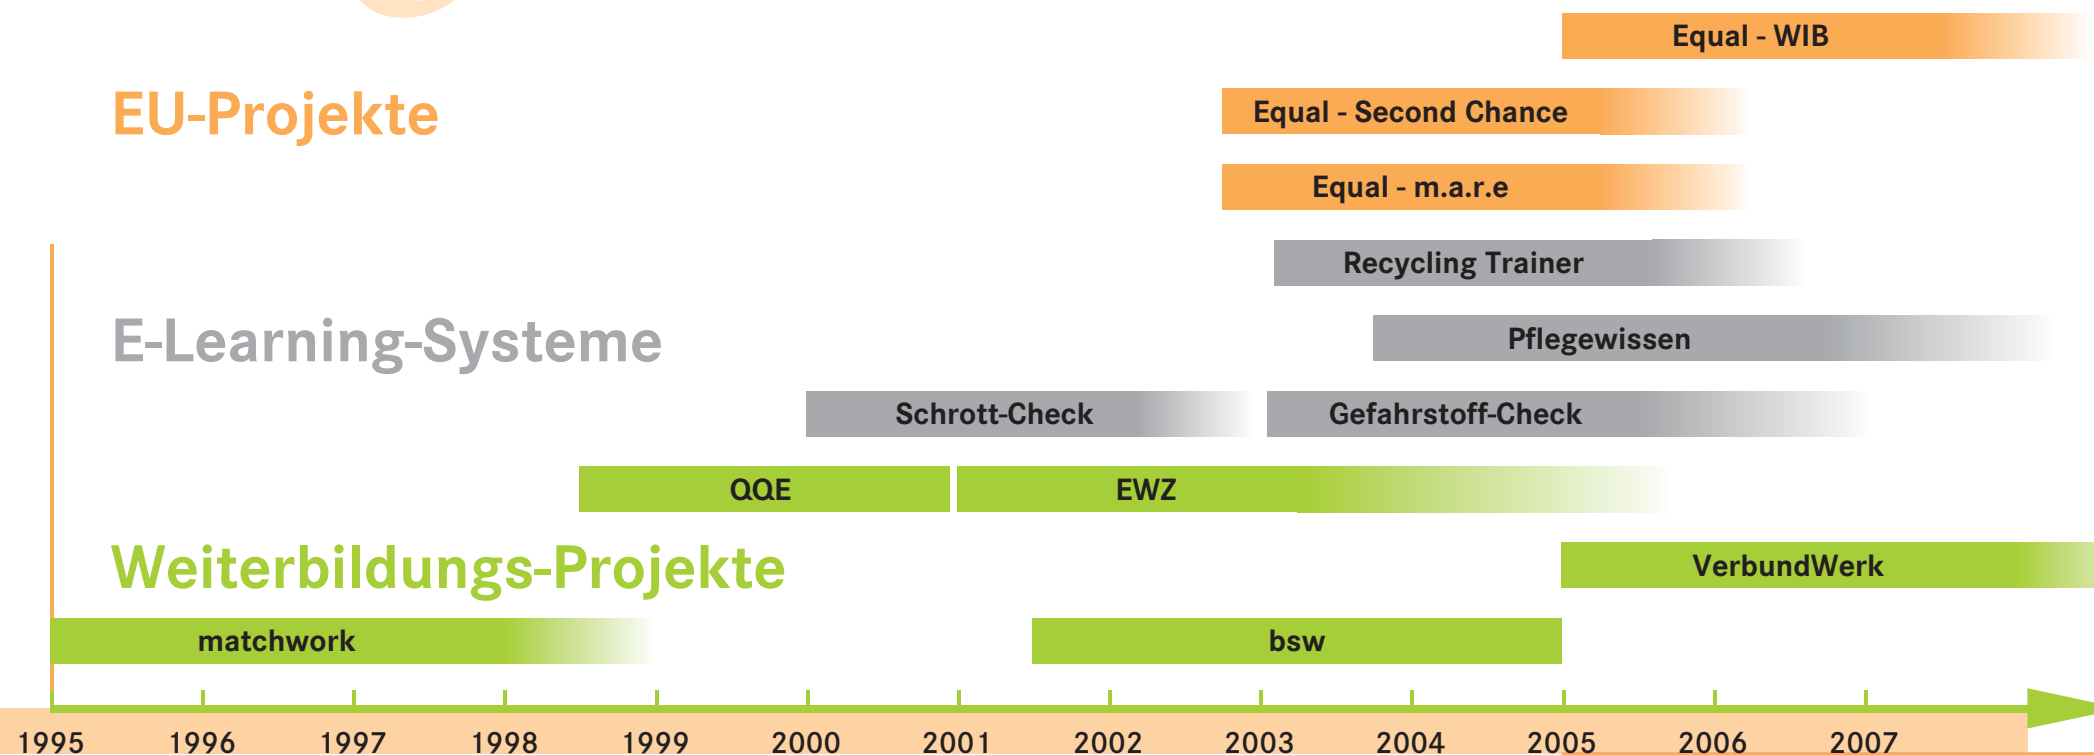 Equal - WIB
EU-Projekte
Equal - Second Chance
Equal - m.a.r.e
Recycling Trainer
E-Learning-Systeme
Pflegewissen
Schrott-Check
Gefahrstoff-Check
QQE
EWZ
Weiterbildungs-Projekte
VerbundWerk
matchwork
bsw
1995 1996 1997 1998 1999 2000 2001 2002 2003 2004 2005 2006 2007